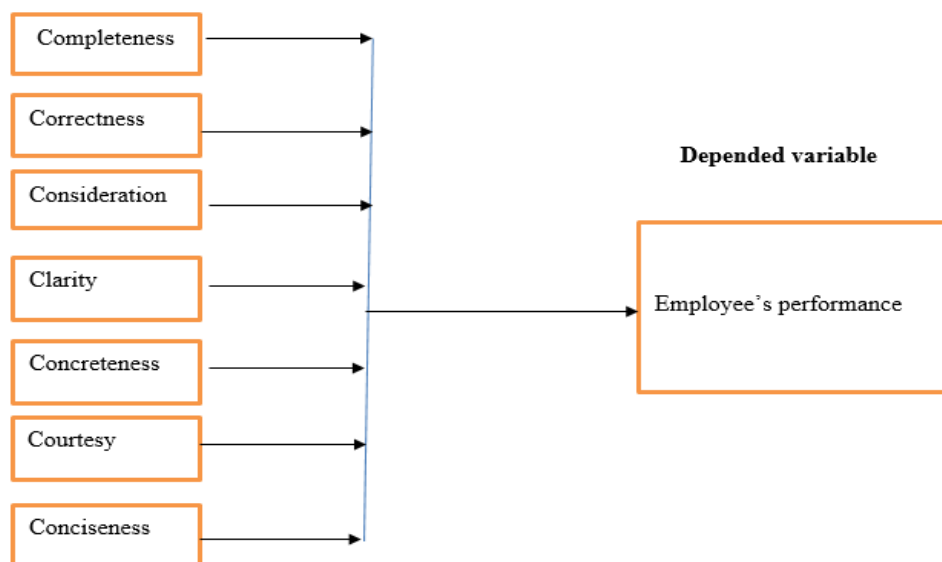 Completeness
Correctness
Consideration
Clarity
Concreteness
Courtesy
Conciseness
Depended variable
Employee’s performance